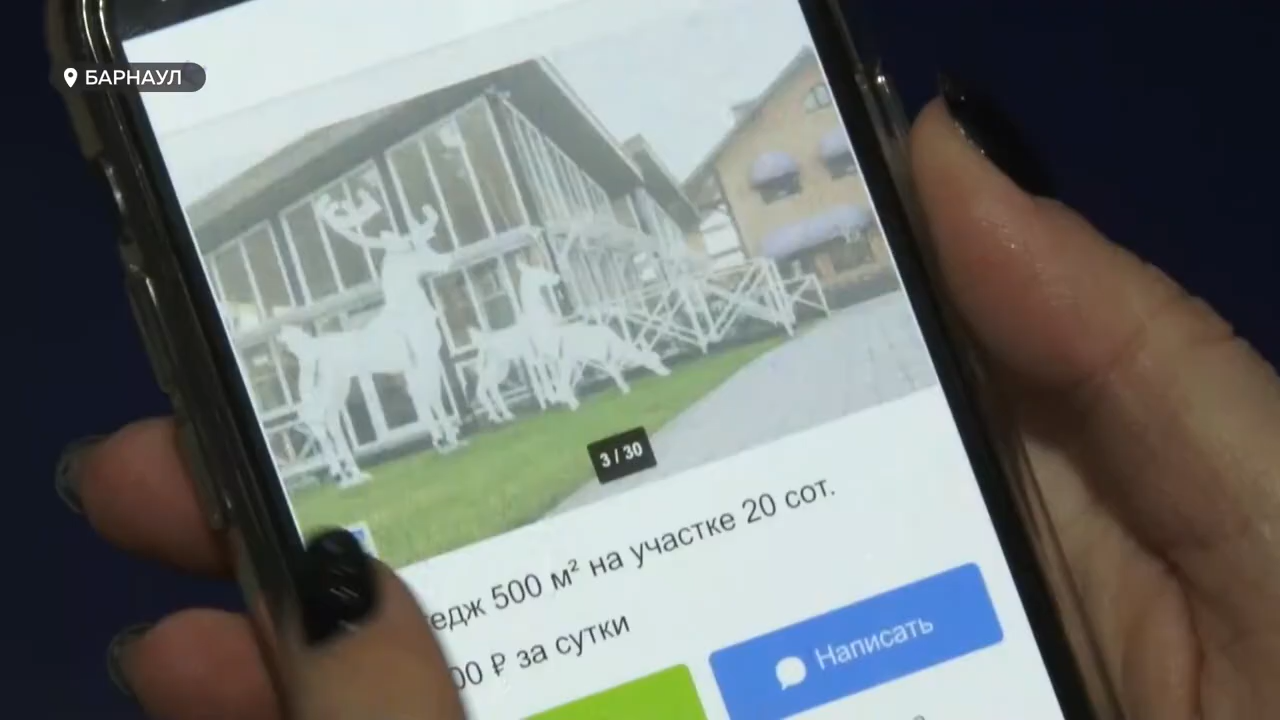 БАРНАУЛ
3 / 30
едж 500 м² на участке 20 сот.
00 ₽ за сутки
Написать